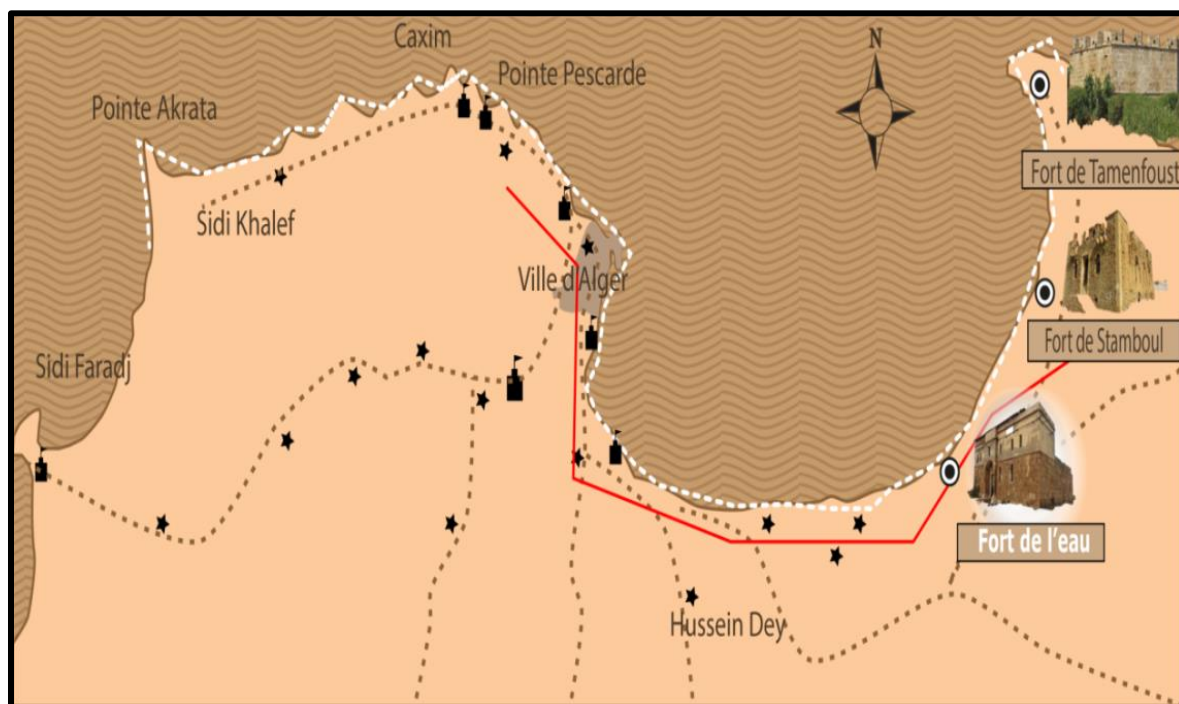 Caxim
N
Pointe Pescarde
Pointe Akrata
Fort de Tamenfoust
Sidi Khalef
Ville d'Alger
Fort de Stamboul
Sidi Faradj
Fort de l'eau
Hussein Dey